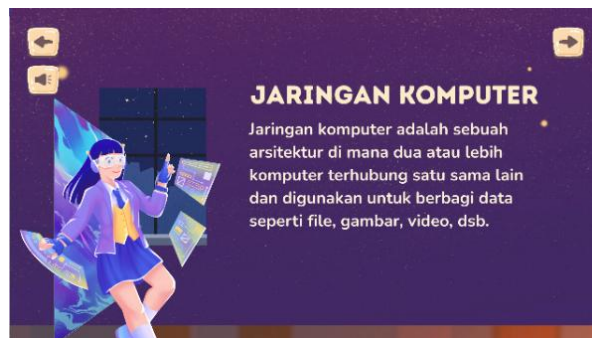 JARINGAN KOMPUTER
Jaringan komputer adalah sebuah
arsitektur di mana dua atau lebih
komputer terhubung satu sama lain
dan digunakan untuk berbagi data
seperti file, gambar, video, dsb.